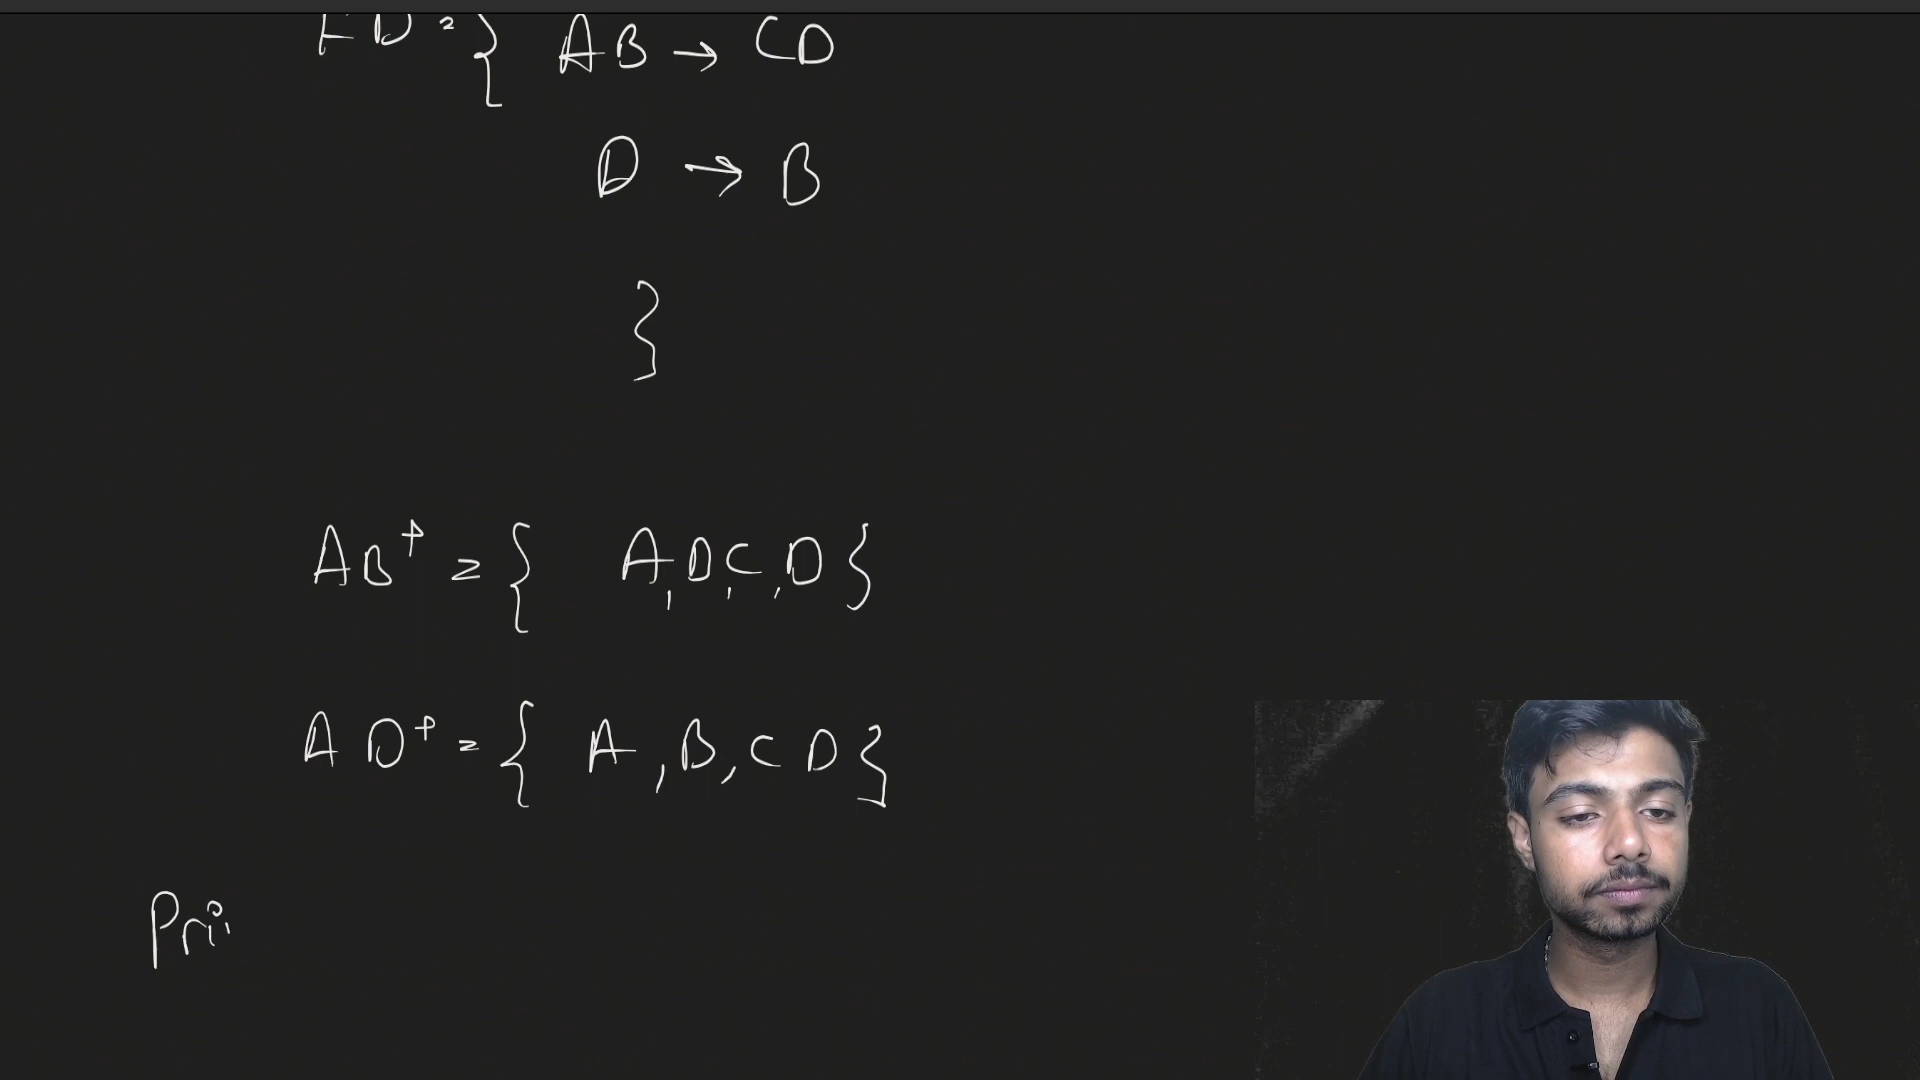 FD = { AB → CD
D → B
}
AB⁺ = { A, B, C, D }
AD⁺ = { A, B, C D }
Pri